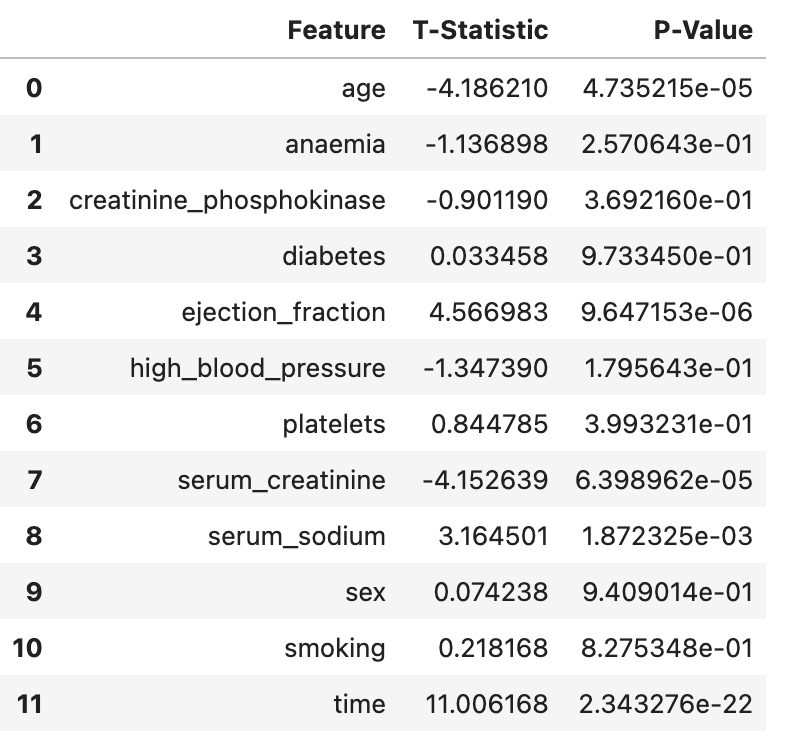 Feature T-Statistic P-Value
0 age -4.186210 4.735215e-05
1 anaemia -1.136898 2.570643e-01
2 creatinine_phosphokinase -0.901190 3.692160e-01
3 diabetes 0.033458 9.733450e-01
4 ejection_fraction 4.566983 9.647153e-06
5 high_blood_pressure -1.347390 1.795643e-01
6 platelets 0.844785 3.993231e-01
7 serum_creatinine -4.152639 6.398962e-05
8 serum_sodium 3.164501 1.872325e-03
9 sex 0.074238 9.409014e-01
10 smoking 0.218168 8.275348e-01
11 time 11.006168 2.343276e-22